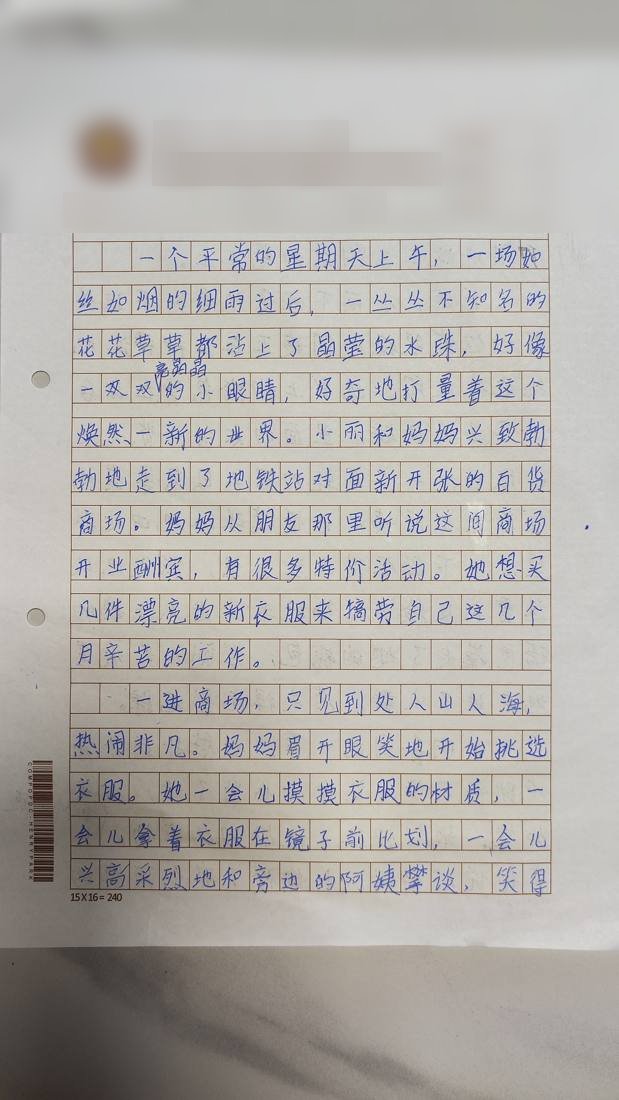 一个平常的星期天上午，一场如
丝如烟的细雨过后，一丛丛不知名的
花花草草都沾上了晶莹的水珠，好像
亮晶晶
一双双的小眼睛，好奇地打量着这个
焕然一新的世界。小丽和妈妈兴致勃
勃地走到了地铁站对面新开张的百货
商场。妈妈从朋友那里听说这间商场
开业酬宾，有很多特价活动。她想买
几件漂亮的新衣服来犒劳自己这几个
月辛苦的工作。
一进商场，只见到处人山人海，
热闹非凡。妈妈眉开眼笑地开始挑选
衣服。她一会儿摸摸衣服的材质，一
会儿拿着衣服在镜子前比划，一会儿
兴高采烈地和旁边的阿姨攀谈，笑得
15X16=240
COMFOTOC-HENRYPARK